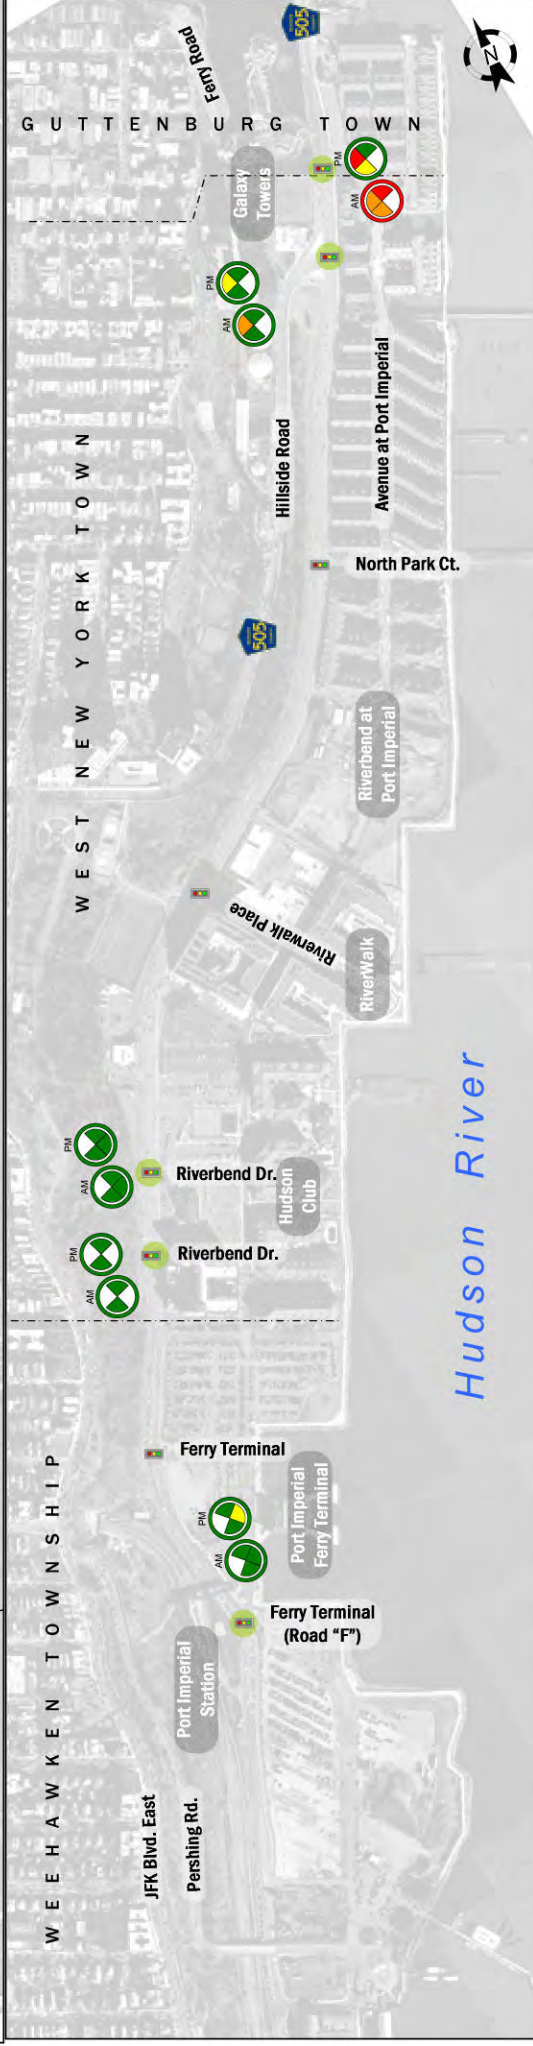 505
Ferry Road
GUTTENBURG TOWN
PM
AM
Galaxy
Towers
PM
AM
Hillside Road
Avenue at Port Imperial
WEST NEW YORK TOWN
North Park Ct.
505
Riverbend at
Port Imperial
Riverwalk Place
RiverWalk
Hudson River
PM
AM
Riverbend Dr.
Hudson
Club
PM
AM
Riverbend Dr.
WEEHAWKEN TOWNSHIP
Ferry Terminal
Port Imperial
Ferry Terminal
PM
AM
Ferry Terminal
(Road "F")
Port Imperial
Station
JFK Blvd. East
Pershing Rd.
N